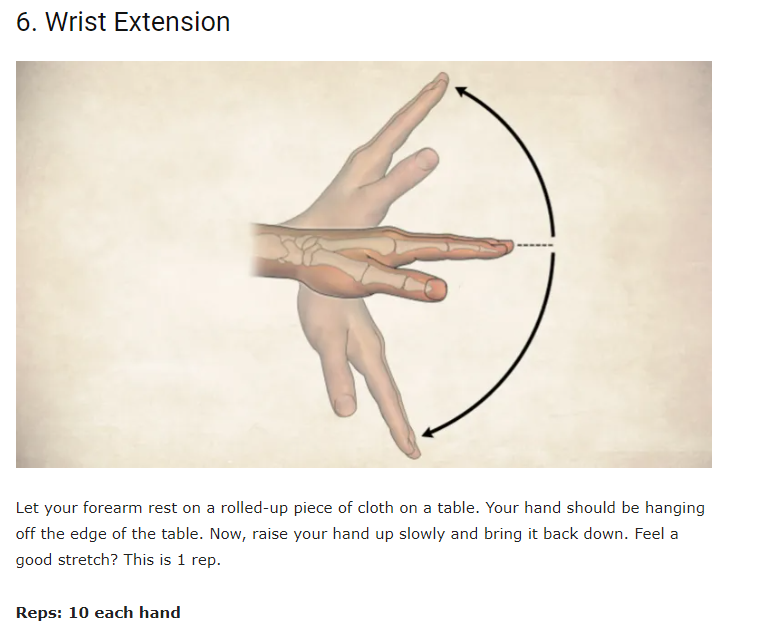 6. Wrist Extension
Let your forearm rest on a rolled-up piece of cloth on a table. Your hand should be hanging
off the edge of the table. Now, raise your hand up slowly and bring it back down. Feel a
good stretch? This is 1 rep.
Reps: 10 each hand